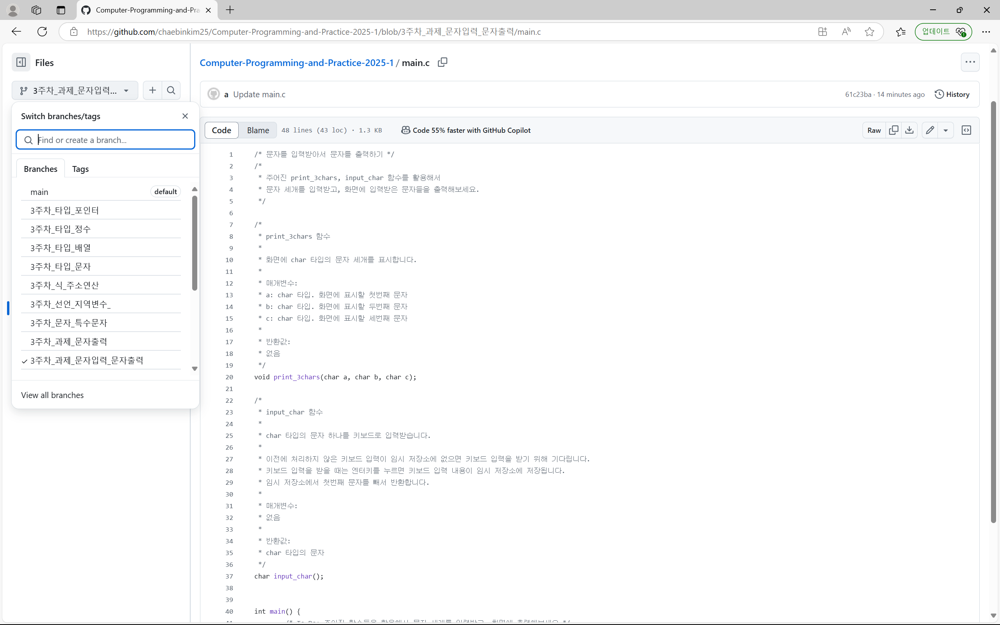 Computer-Programming-and-Pra
https://github.com/chaebinkim25/Computer-Programming-and-Practice-2025-1/blob/3주차_과제_문자입력_문자출력/main.c
업데이트
Files
Computer-Programming-and-Practice-2025-1 / main.c
3주차_과제_문자입력...
a Update main.c
61c23ba · 14 minutes ago
History
Switch branches/tags
Find or create a branch...
Branches
Tags
main
default
3주차_타입_포인터
3주차_타입_정수
3주차_타입_배열
3주차_타입_문자
3주차_식_주소연산
3주차_선언_지역변수_
3주차_문자_특수문자
3주차_과제_문자출력
3주차_과제_문자입력_문자출력
View all branches
Code
Blame
48 lines (43 loc) · 1.3 KB
Code 55% faster with GitHub Copilot
Raw
1 /* 문자를 입력받아서 문자를 출력하기 */
2 /*
3 * 주어진 print_3chars, input_char 함수를 활용해서
4 * 문자 세개를 입력받고, 화면에 입력받은 문자들을 출력해보세요.
5 */
6
7 /*
8 * print_3chars 함수
9 *
10 * 화면에 char 타입의 문자 세개를 표시합니다.
11 *
12 * 매개변수:
13 * a: char 타입. 화면에 표시할 첫번째 문자
14 * b: char 타입. 화면에 표시할 두번째 문자
15 * c: char 타입. 화면에 표시할 세번째 문자
16 *
17 * 반환값:
18 * 없음
19 */
20 void print_3chars(char a, char b, char c);
21
22 /*
23 * input_char 함수
24 *
25 * char 타입의 문자 하나를 키보드로 입력받습니다.
26 *
27 * 이전에 처리하지 않은 키보드 입력이 임시 저장소에 없으면 키보드 입력을 받기 위해 기다립니다.
28 * 키보드 입력을 받을 때는 엔터키를 누르면 키보드 입력 내용이 임시 저장소에 저장됩니다.
29 * 임시 저장소에서 첫번째 문자를 빼서 반환합니다.
30 *
31 * 매개변수:
32 * 없음
33 *
34 * 반환값:
35 * char 타입의 문자
36 */
37 char input_char();
38
39
40 int main() {